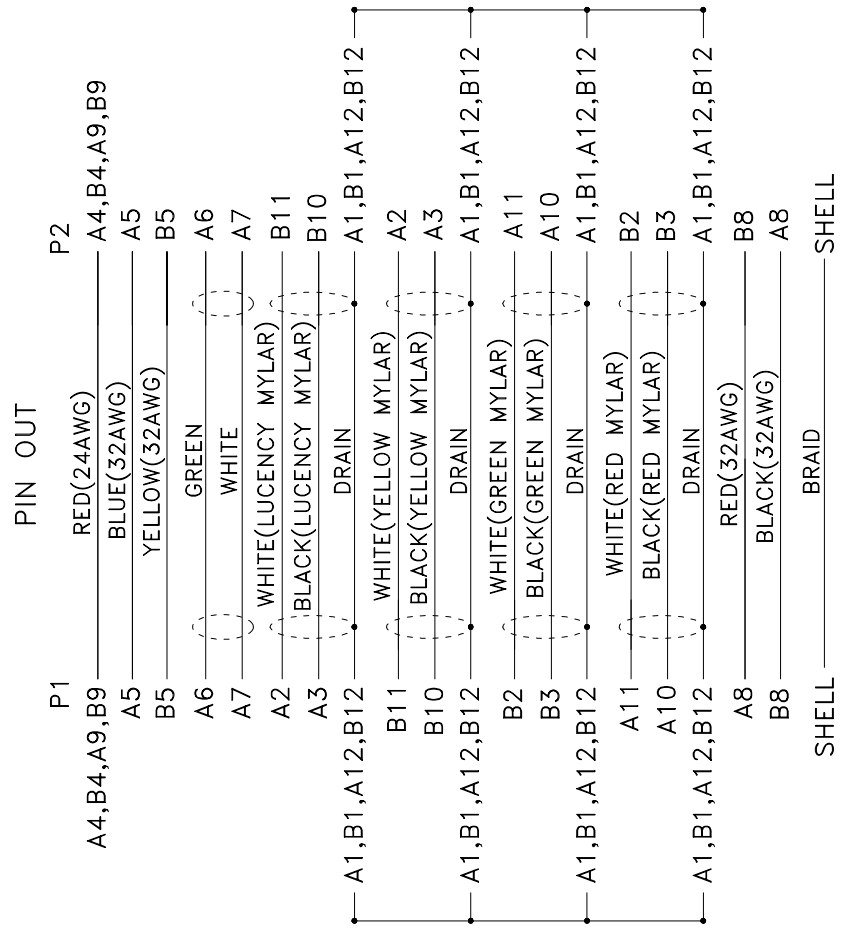 PIN OUT
P1 P2
A4,B4,A9,B9 RED(24AWG) A4,B4,A9,B9
A5 BLUE(32AWG) A5
B5 YELLOW(32AWG) B5
A6 GREEN A6
A7 WHITE A7
A2 WHITE(LUCENCY MYLAR) B11
A3 BLACK(LUCENCY MYLAR) B10
A1,B1,A12,B12 DRAIN A1,B1,A12,B12
B11 WHITE(YELLOW MYLAR) A2
B10 BLACK(YELLOW MYLAR) A3
A1,B1,A12,B12 DRAIN A1,B1,A12,B12
B2 WHITE(GREEN MYLAR) A11
B3 BLACK(GREEN MYLAR) A10
A1,B1,A12,B12 DRAIN A1,B1,A12,B12
A11 WHITE(RED MYLAR) B2
A10 BLACK(RED MYLAR) B3
A1,B1,A12,B12 DRAIN A1,B1,A12,B12
A8 RED(32AWG) B8
B8 BLACK(32AWG) A8
SHELL BRAID SHELL